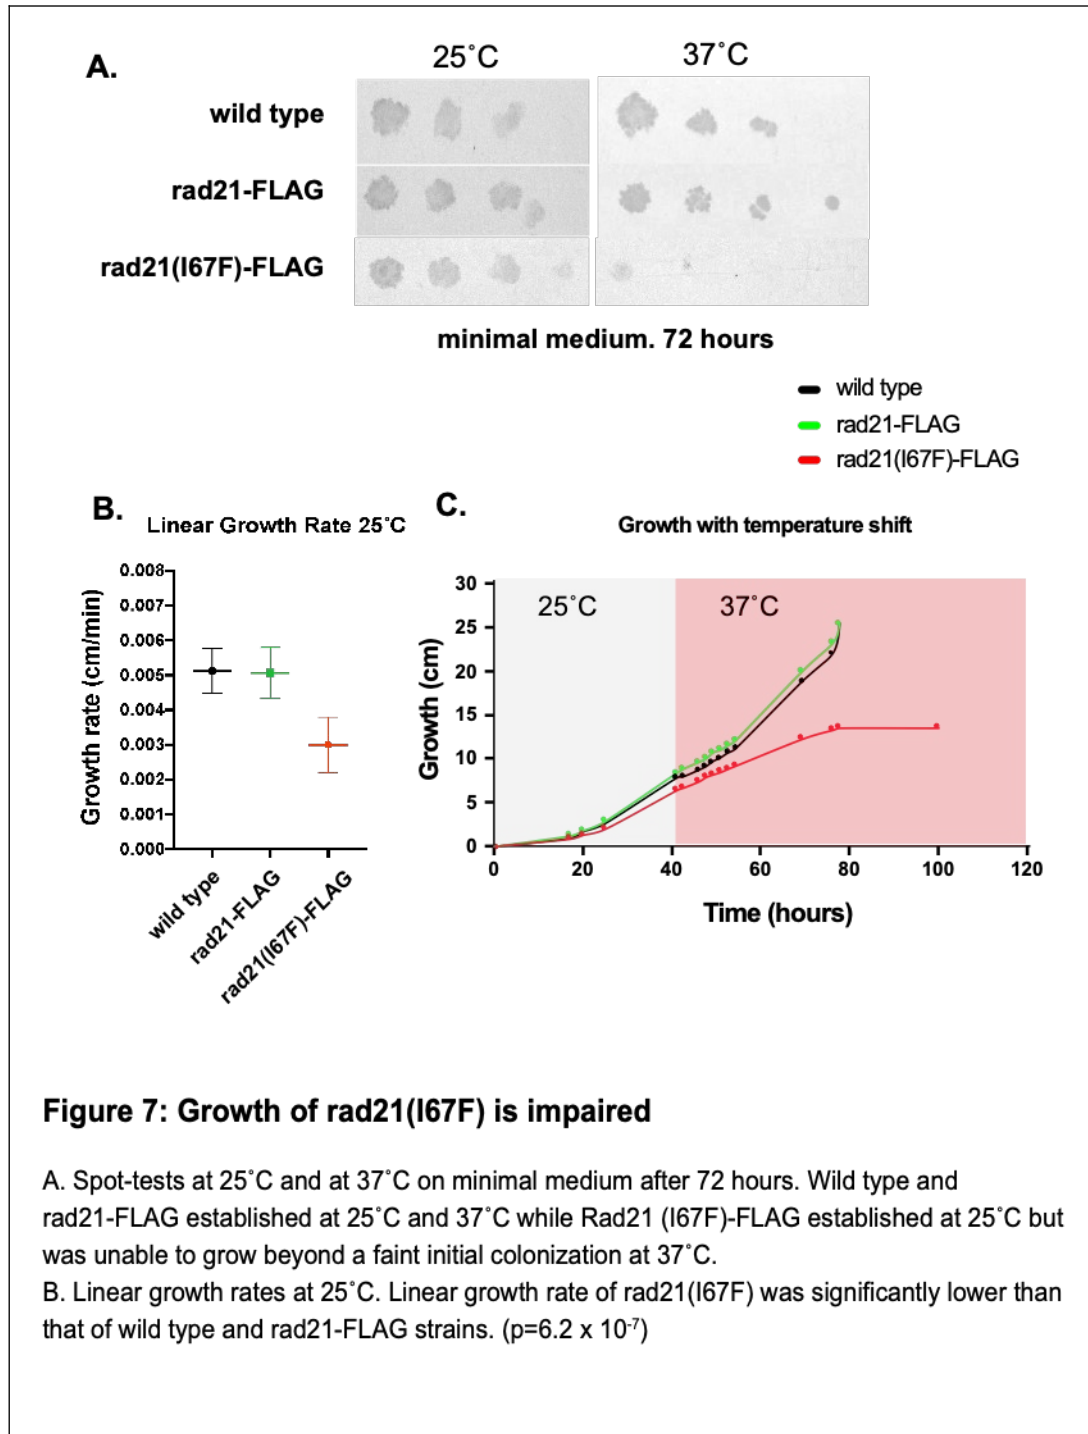 A.
25˚C
37˚C
wild type
rad21-FLAG
rad21(I67F)-FLAG
minimal medium. 72 hours
wild type
rad21-FLAG
rad21(I67F)-FLAG
B.
Linear Growth Rate 25˚C
Growth rate (cm/min)
0.008
0.007
0.006
0.005
0.004
0.003
0.002
0.001
0.000
wild type
rad21-FLAG
rad21(I67F)-FLAG
C.
Growth with temperature shift
25˚C
37˚C
Growth (cm)
30
25
20
15
10
5
0
0
20
40
60
80
100
120
Time (hours)
Figure 7: Growth of rad21(I67F) is impaired
A. Spot-tests at 25˚C and at 37˚C on minimal medium after 72 hours. Wild type and
rad21-FLAG established at 25˚C and 37˚C while Rad21 (I67F)-FLAG established at 25˚C but
was unable to grow beyond a faint initial colonization at 37˚C.
B. Linear growth rates at 25˚C. Linear growth rate of rad21(I67F) was significantly lower than
that of wild type and rad21-FLAG strains. (p=6.2 x 10⁻⁷)